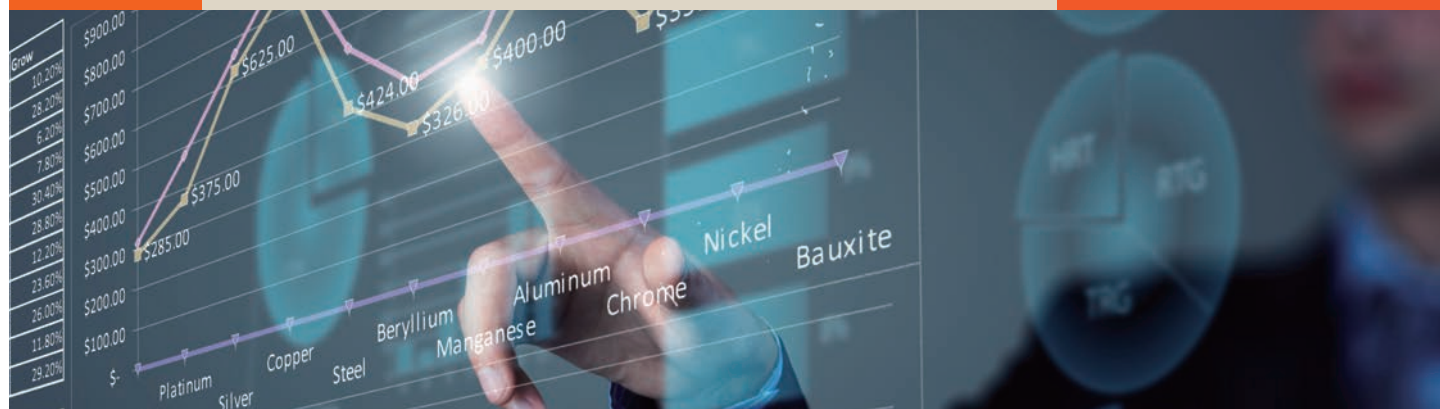 Grow
10.20%
28.20%
6.20%
7.80%
30.40%
28.80%
12.20%
23.60%
26.00%
11.80%
29.20%
$900.00
$800.00
$700.00
$600.00
$500.00
$400.00
$300.00
$200.00
$100.00
$-
$285.00
$375.00
$625.00
$424.00
$326.00
$400.00
Platinum
Silver
Copper
Steel
Beryllium
Manganese
Aluminum
Chrome
Nickel
Bauxite
HRT
RTG
TRG